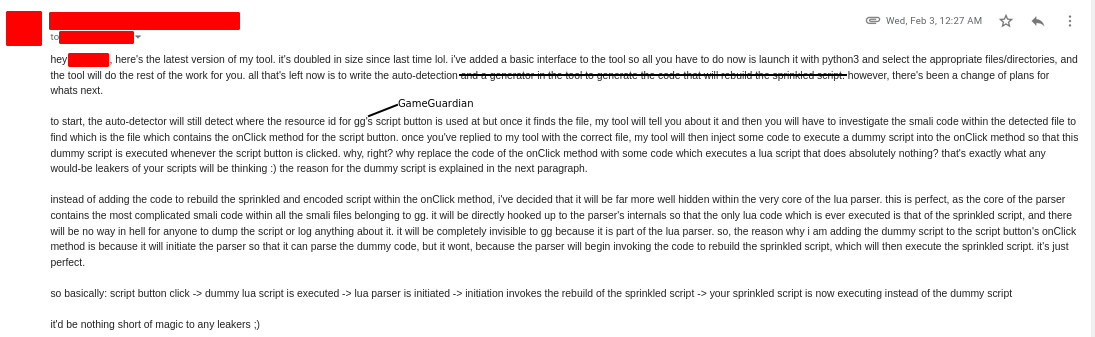 Wed, Feb 3, 12:27 AM
to
hey , here's the latest version of my tool. it's doubled in size since last time lol. i've added a basic interface to the tool so all you have to do now is launch it with python3 and select the appropriate files/directories, and
the tool will do the rest of the work for you. all that's left now is to write the auto-detection and a generator in the tool to generate the code that will rebuild the sprinkled script. however, there's been a change of plans for
whats next.
GameGuardian
to start, the auto-detector will still detect where the resource id for gg's script button is used at but once it finds the file, my tool will tell you about it and then you will have to investigate the smali code within the detected file to
find which is the file which contains the onClick method for the script button. once you've replied to my tool with the correct file, my tool will then inject some code to execute a dummy script into the onClick method so that this
dummy script is executed whenever the script button is clicked. why, right? why replace the code of the onClick method with some code which executes a lua script that does absolutely nothing? that's exactly what any
would-be leakers of your scripts will be thinking :) the reason for the dummy script is explained in the next paragraph.
instead of adding the code to rebuild the sprinkled and encoded script within the onClick method, i've decided that it will be far more well hidden within the very core of the lua parser. this is perfect, as the core of the parser
contains the most complicated smali code within all the smali files belonging to gg. it will be directly hooked up to the parser's internals so that the only lua code which is ever executed is that of the sprinkled script, and there
will be no way in hell for anyone to dump the script or log anything about it. it will be completely invisible to gg because it is part of the lua parser. so, the reason why i am adding the dummy script to the script button's onClick
method is because it will initiate the parser so that it can parse the dummy code, but it wont, because the parser will begin invoking the code to rebuild the sprinkled script, which will then execute the sprinkled script. it's just
perfect.
so basically: script button click -> dummy lua script is executed -> lua parser is initiated -> initiation invokes the rebuild of the sprinkled script -> your sprinkled script is now executing instead of the dummy script
it'd be nothing short of magic to any leakers ;)